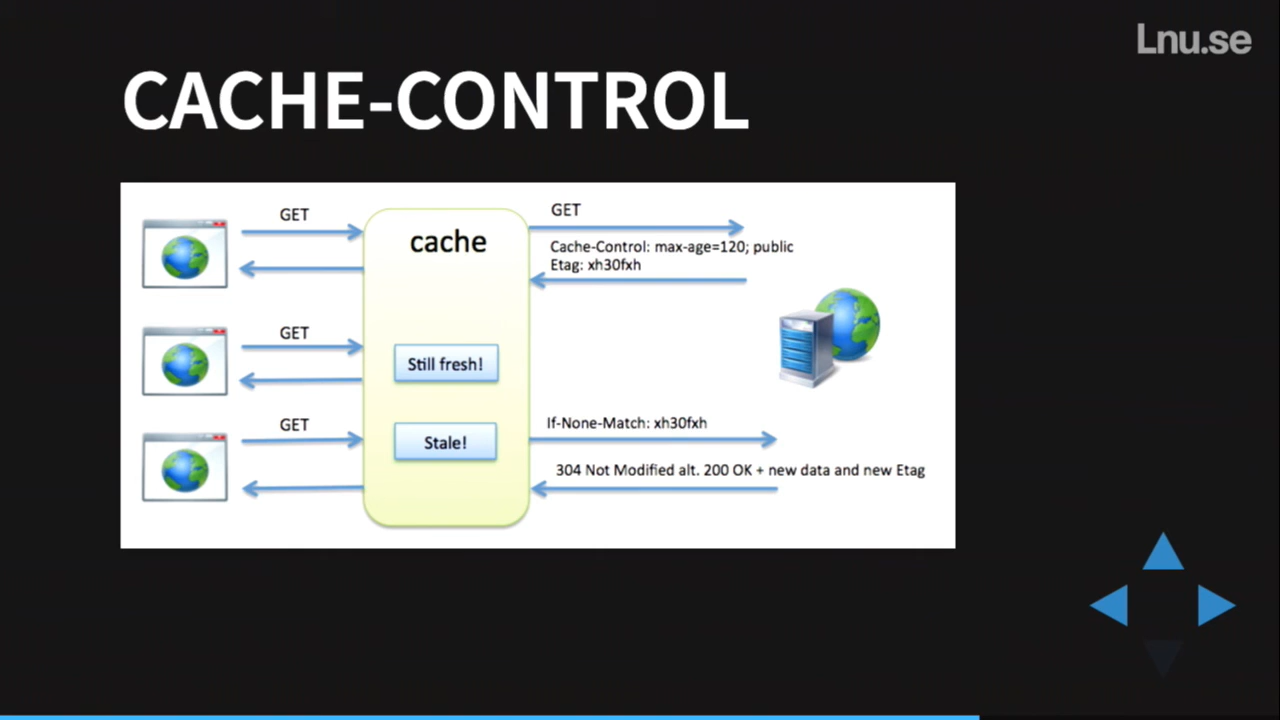 Lnu.se
CACHE-CONTROL
GET
cache
GET
Cache-Control: max-age=120; public
Etag: xh30fxh
GET
Still fresh!
GET
Stale!
If-None-Match: xh30fxh
304 Not Modified alt. 200 OK + new data and new Etag